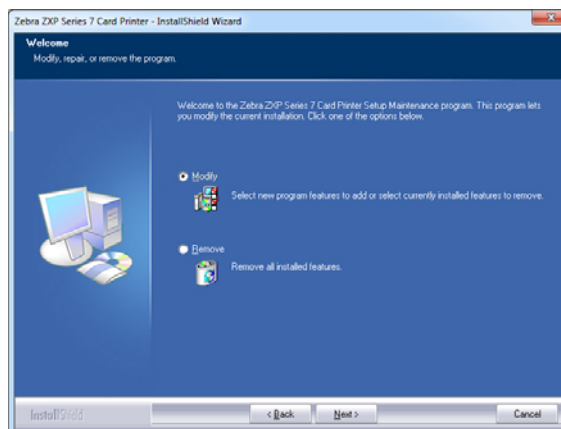 Zebra ZXP Series 7 Card Printer - InstallShield Wizard
Welcome
Modify, repair, or remove the program.
Welcome to the Zebra ZXP Series 7 Card Printer Setup Maintenance program. This program lets
you modify the current installation. Click one of the options below.
Modify
Select new program features to add or select currently installed features to remove.
Remove
Remove all installed features.
InstallShield
< Back
Next >
Cancel